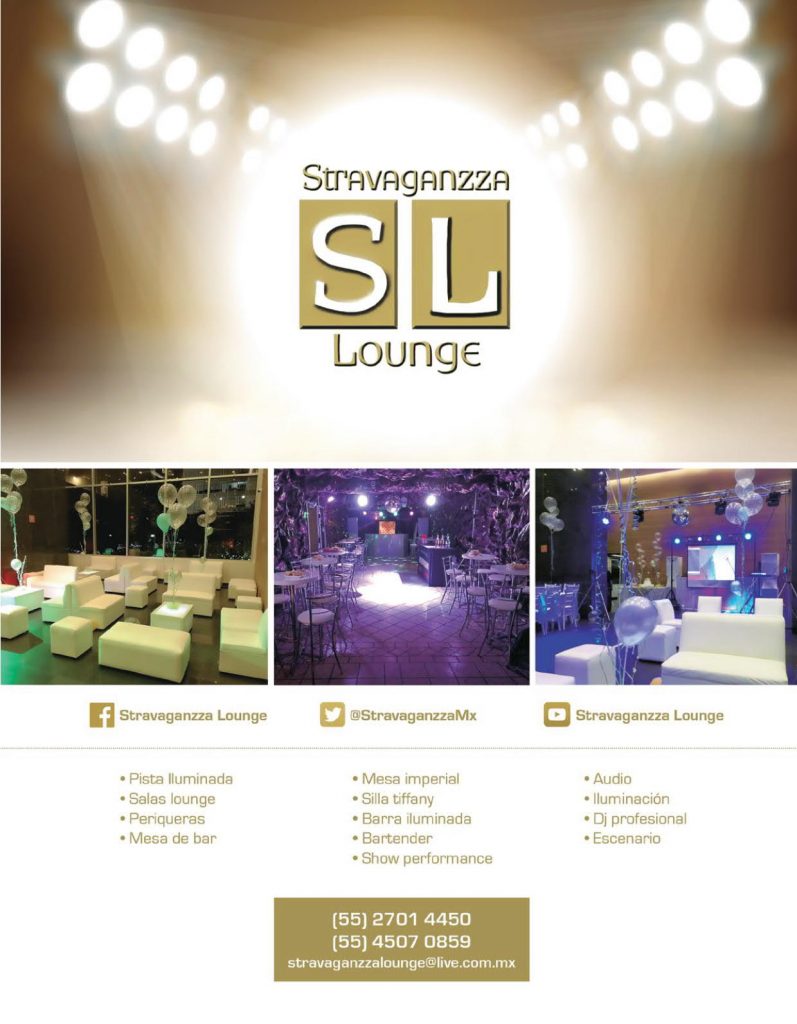 Stravaganzza
SL
Lounge
Stravaganzza Lounge
@StravaganzzaMx
Stravaganzza Lounge
• Pista Iluminada
• Salas lounge
• Periqueras
• Mesa de bar
• Mesa imperial
• Silla tiffany
• Barra iluminada
• Bartender
• Show performance
• Audio
• Iluminación
• Dj profesional
• Escenario
(55) 2701 4450
(55) 4507 0859
stravaganzzalounge@live.com.mx